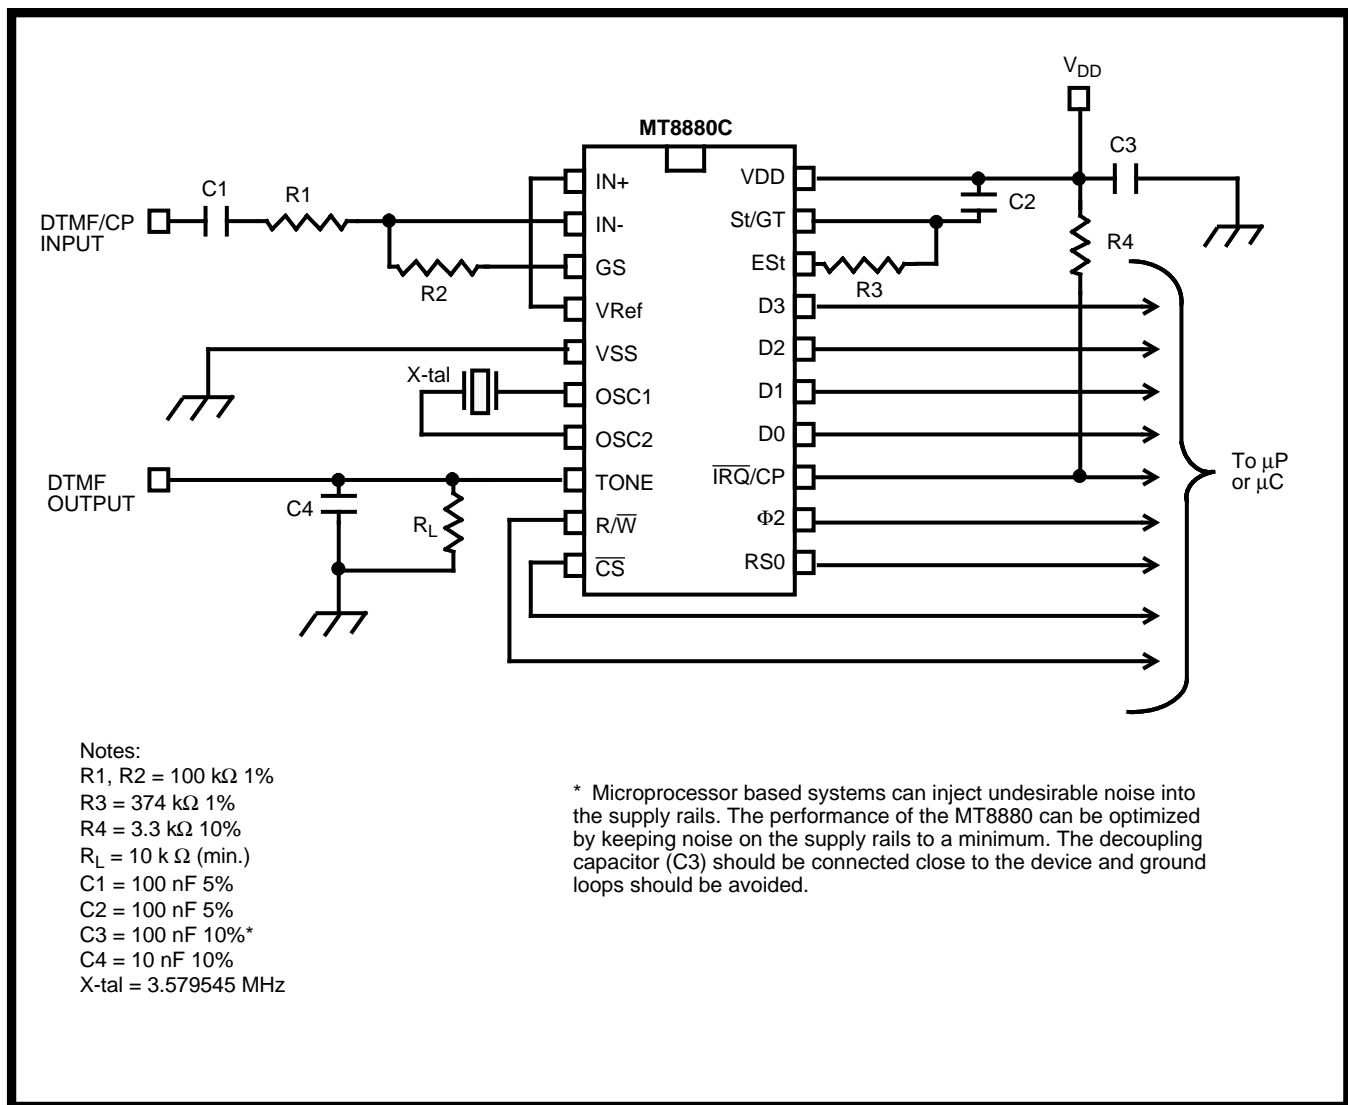 V_DD
MT8880C
C3
C1
R1
DTMF/CP
INPUT
IN+
VDD
C2
IN-
St/GT
R4
GS
ESt
R2
R3
VRef
D3
VSS
D2
X-tal
OSC1
D1
OSC2
D0
DTMF
OUTPUT
TONE
I̅R̅Q̅/CP
To μP
or μC
C4
R_L
R/W̅
Φ2
C̅S̅
RS0
Notes:
R1, R2 = 100 kΩ 1%
R3 = 374 kΩ 1%
R4 = 3.3 kΩ 10%
R_L = 10 k Ω (min.)
C1 = 100 nF 5%
C2 = 100 nF 5%
C3 = 100 nF 10%*
C4 = 10 nF 10%
X-tal = 3.579545 MHz
* Microprocessor based systems can inject undesirable noise into
the supply rails. The performance of the MT8880 can be optimized
by keeping noise on the supply rails to a minimum. The decoupling
capacitor (C3) should be connected close to the device and ground
loops should be avoided.